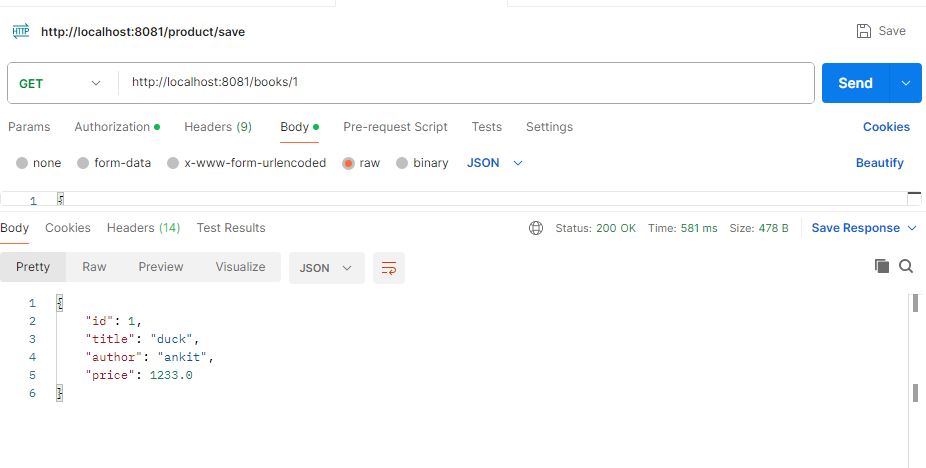 HTTP http://localhost:8081/product/save Save
GET http://localhost:8081/books/1 Send
Params Authorization Headers (9) Body Pre-request Script Tests Settings Cookies
none form-data x-www-form-urlencoded raw binary JSON Beautify
1 {
Body Cookies Headers (14) Test Results Status: 200 OK Time: 581 ms Size: 478 B Save Response
Pretty Raw Preview Visualize JSON
1 {
2 "id": 1,
3 "title": "duck",
4 "author": "ankit",
5 "price": 1233.0
6 }